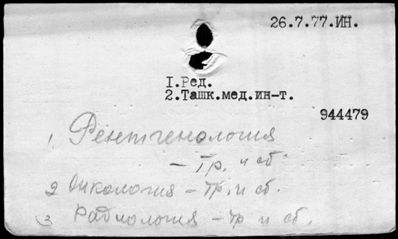 26.7.77.ИН.
I.Ред.
2.Ташк.мед.ин-т.
944479
1 Рентгенология
– Тр. и сб.
2 Онкология – Тр. и сб.
3 Радиология – Тр и сб.